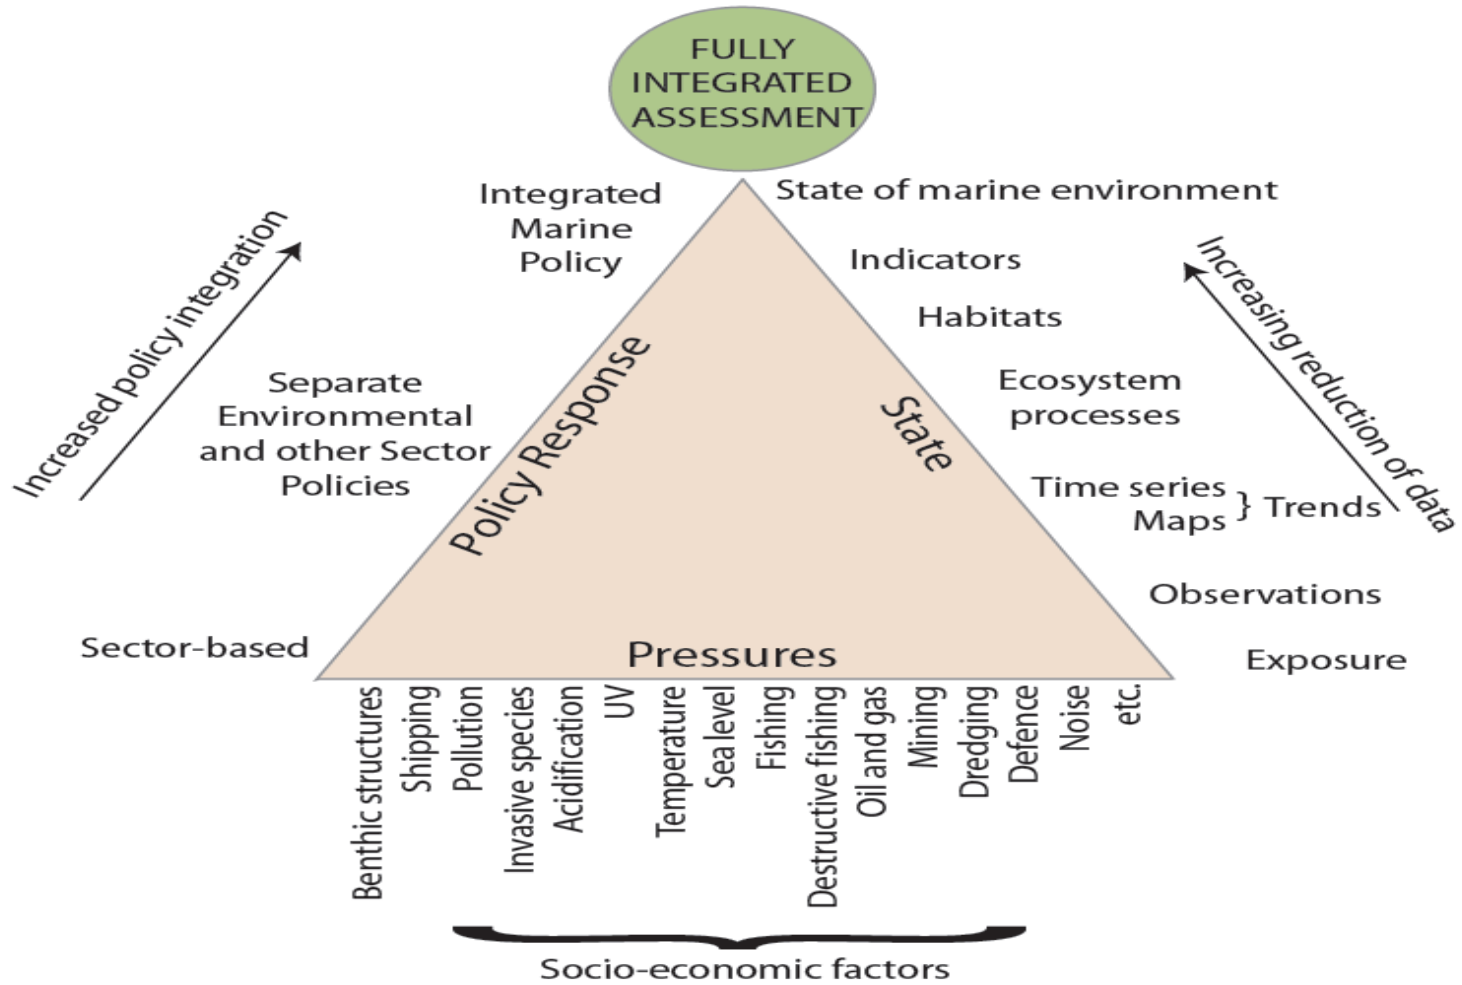 FULLY
INTEGRATED
ASSESSMENT
Integrated
Marine
Policy
State of marine environment
Indicators
Habitats
Ecosystem
processes
Time series
Maps
} Trends
Observations
Exposure
Increasing reduction of data
Increased policy integration
Separate
Environmental
and other Sector
Policies
Sector-based
Policy Response
State
Pressures
Benthic structures
Shipping
Pollution
Invasive species
Acidification
UV
Temperature
Sea level
Fishing
Destructive fishing
Oil and gas
Mining
Dredging
Defence
Noise
etc.
Socio-economic factors